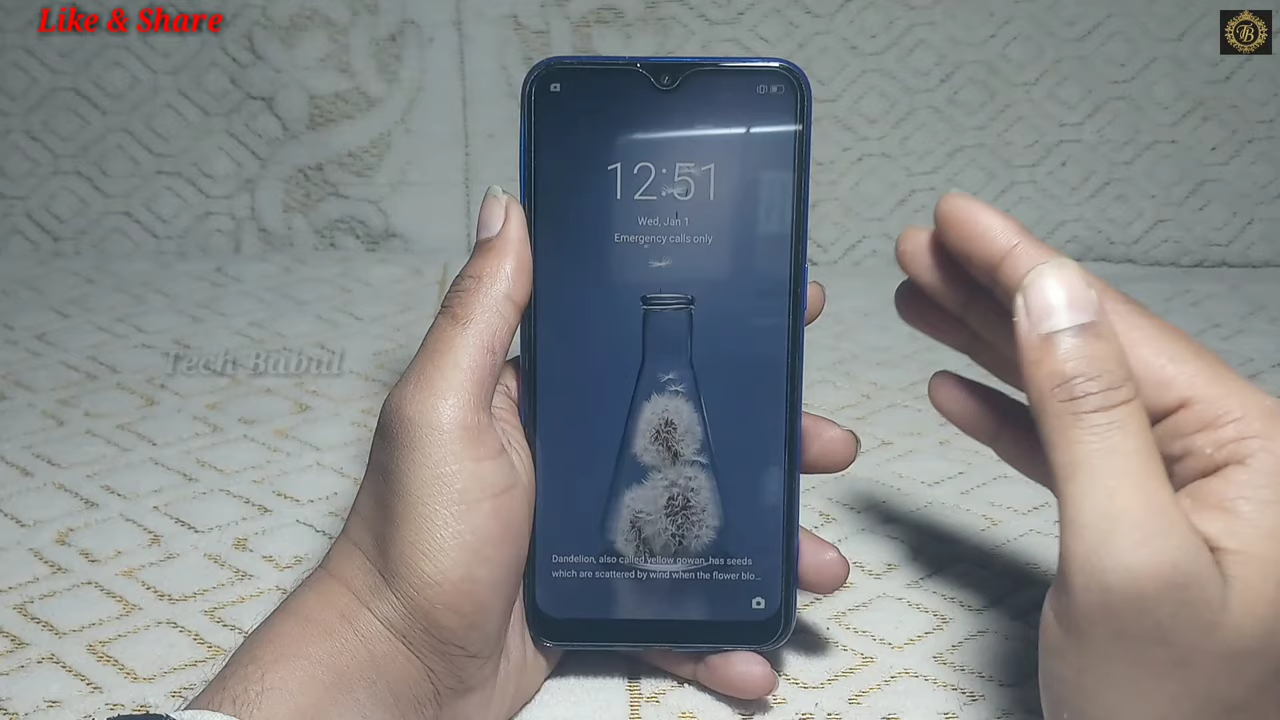 Like & Share
TB
12:51
Wed, Jan 1
Emergency calls only
Tech Babul
Dandelion, also called yellow gowan, has seeds
which are scattered by wind when the flower blo...